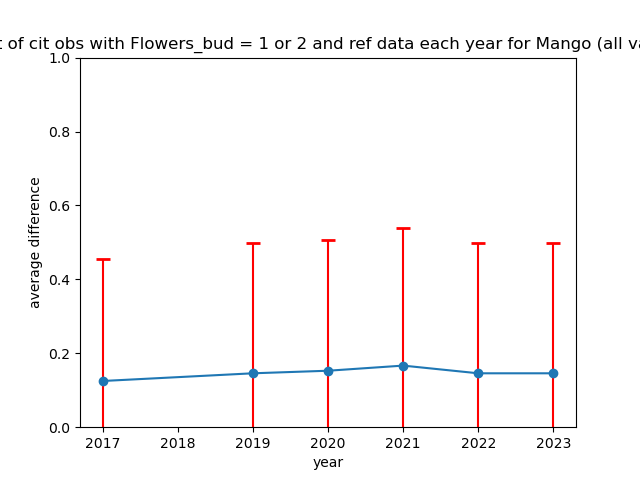 of cit obs with Flowers_bud = 1 or 2 and ref data each year for Mango (all
1.0
0.8
0.6
0.4
0.2
0.0
average difference
2017 2018 2019 2020 2021 2022 2023
year